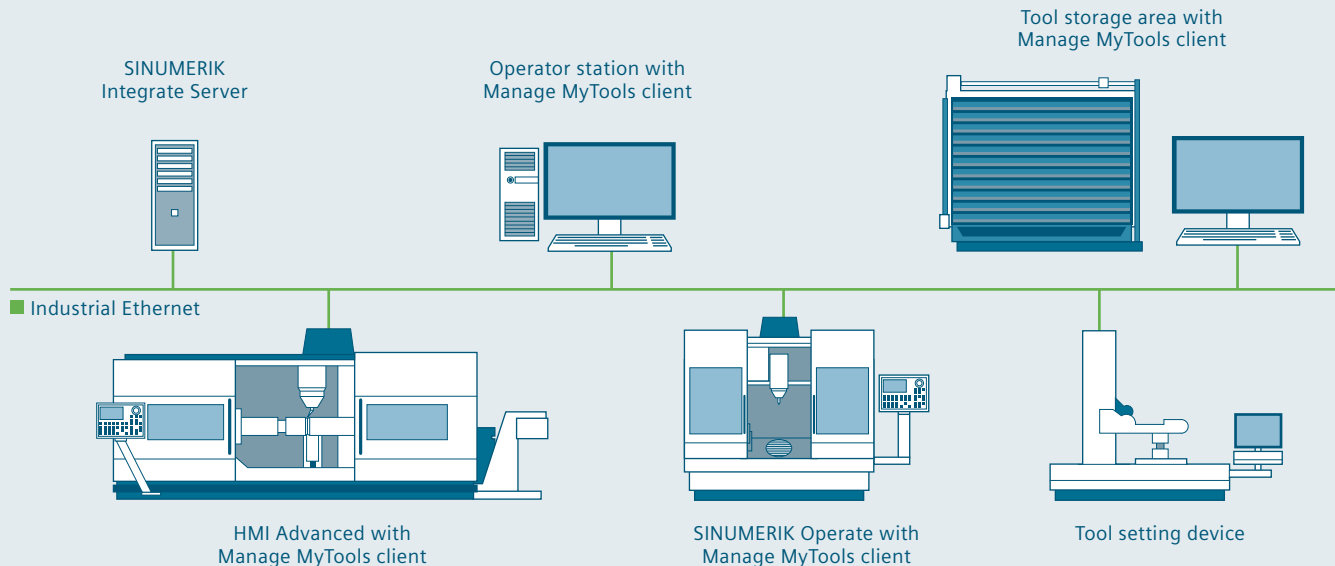 SINUMERIK
Integrate Server
Operator station with
Manage MyTools client
Tool storage area with
Manage MyTools client
Industrial Ethernet
HMI Advanced with
Manage MyTools client
SINUMERIK Operate with
Manage MyTools client
Tool setting device